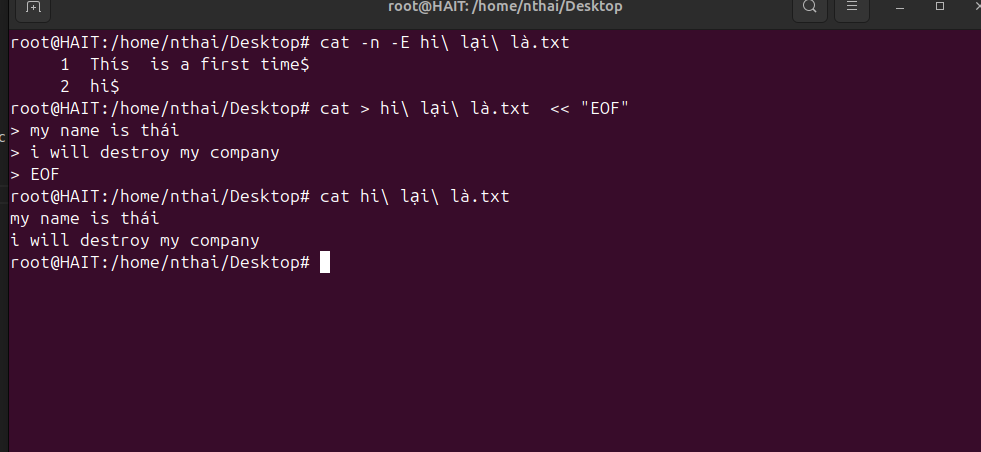 root@HAIT: /home/nthai/Desktop
root@HAIT:/home/nthai/Desktop# cat -n -E hi\ lại\ là.txt
     1  Thís  is a first time$
     2  hi$
root@HAIT:/home/nthai/Desktop# cat > hi\ lại\ là.txt  << "EOF"
> my name is thái
> i will destroy my company
> EOF
root@HAIT:/home/nthai/Desktop# cat hi\ lại\ là.txt
my name is thái
i will destroy my company
root@HAIT:/home/nthai/Desktop#